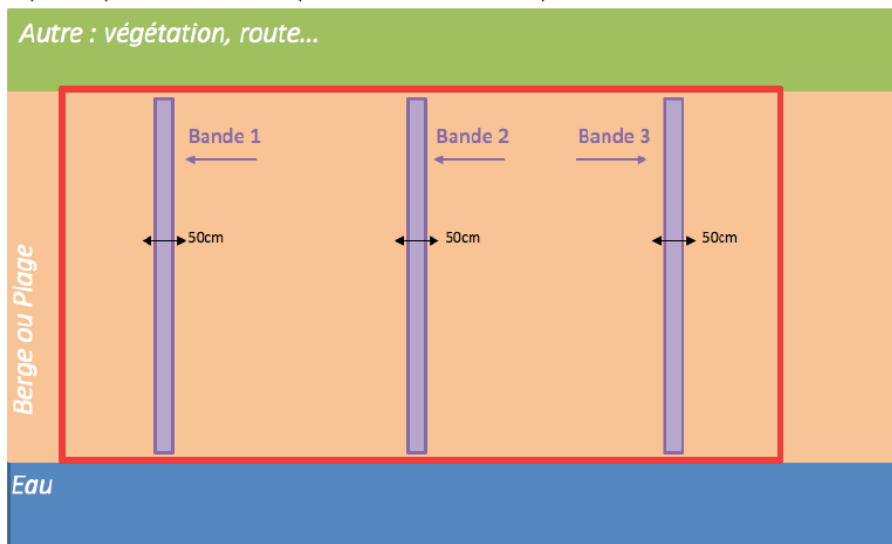 Autre : végétation, route...
Bande 1
Bande 2
Bande 3
50cm
50cm
50cm
Berge ou Plage
Eau